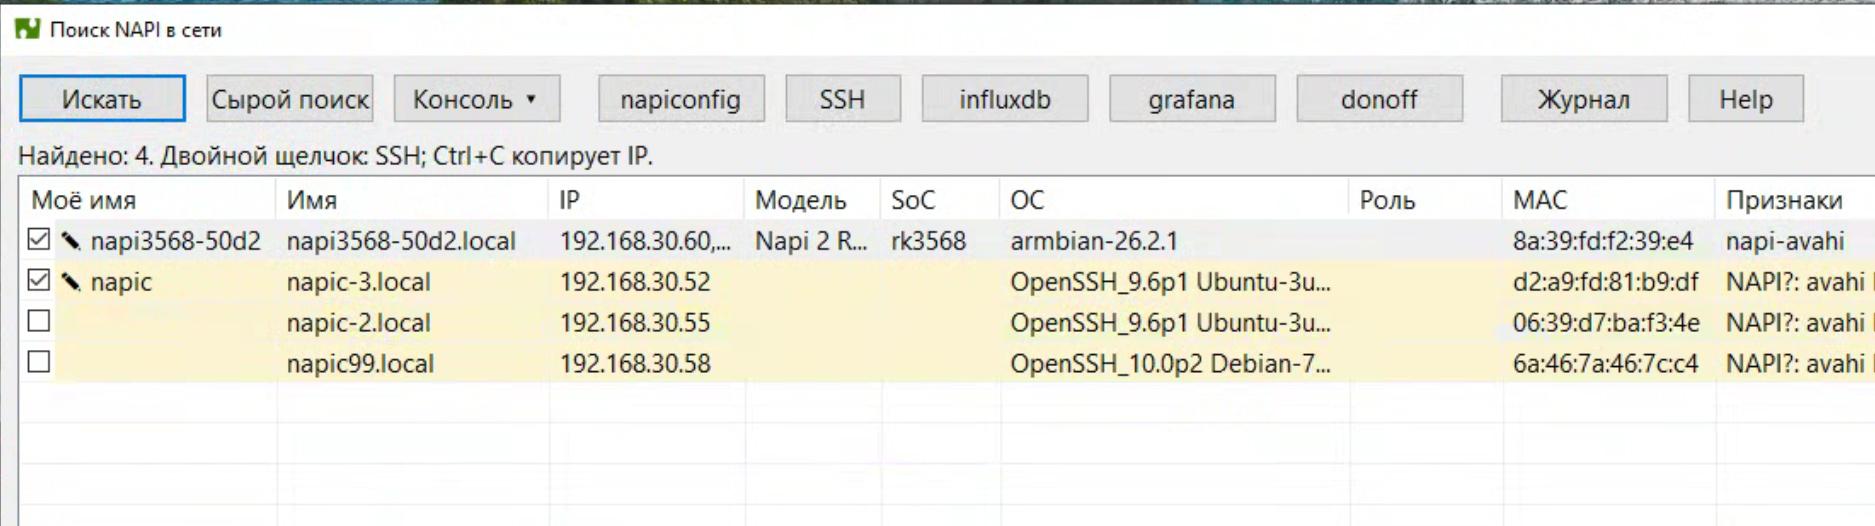 Поиск NAPI в сети
Искать Сырой поиск Консоль napiconfig SSH influxdb grafana donoff Журнал Help
Найдено: 4. Двойной щелчок: SSH; Ctrl+C копирует IP.
Моё имя Имя IP Модель SoC ОС Роль MAC Признаки
napi3568-50d2 napi3568-50d2.local 192.168.30.60,... Napi 2 R... rk3568 armbian-26.2.1 8a:39:fd:f2:39:e4 napi-avahi
napic napic-3.local 192.168.30.52 OpenSSH_9.6p1 Ubuntu-3u... d2:a9:fd:81:b9:df NAPI?: avahi
napic-2.local 192.168.30.55 OpenSSH_9.6p1 Ubuntu-3u... 06:39:d7:ba:f3:4e NAPI?: avahi
napic99.local 192.168.30.58 OpenSSH_10.0p2 Debian-7... 6a:46:7a:46:7c:c4 NAPI?: avahi